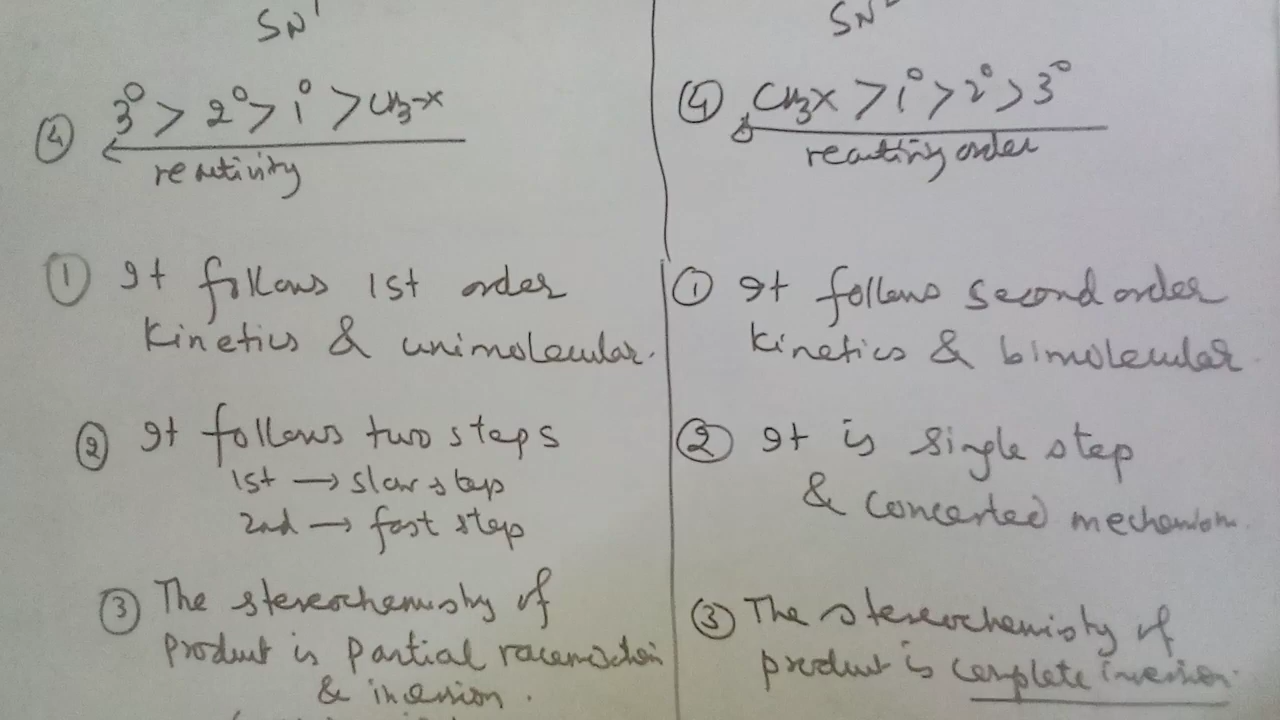 SN1
④ 3° > 2° > 1° > CH3-X
reactivity
① It follows 1st order
kinetics & unimolecular.
② It follows two steps
1st → slow step
2nd → fast step
③ The stereochemistry of
product is partial racemisation
& inversion.
SN2
④ CH3X > 1° > 2° > 3°
reactivity order
① It follows second order
kinetics & bimolecular.
② It is single step
& concerted mechanism.
③ The stereochemistry of
product is complete inversion.